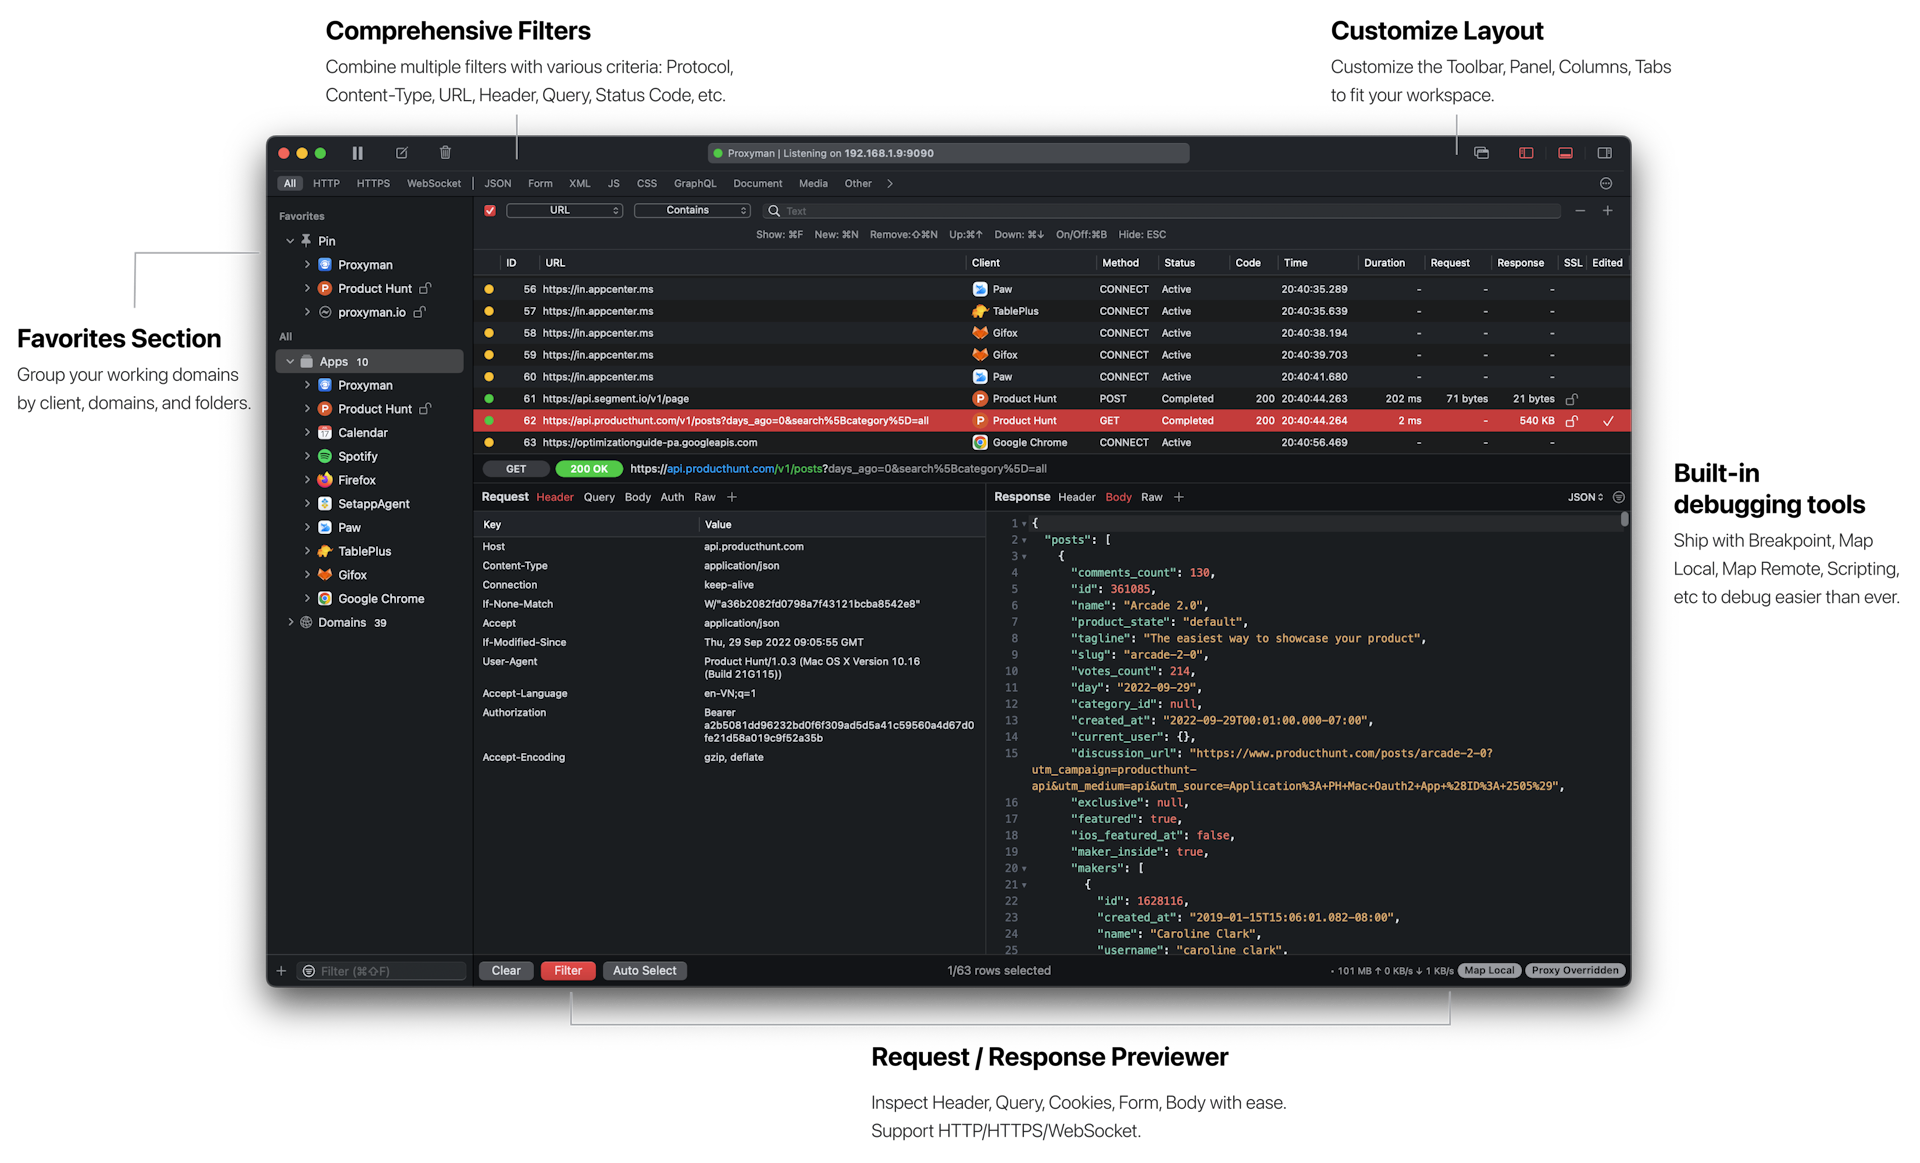 Comprehensive Filters
Combine multiple filters with various criteria: Protocol,
Content-Type, URL, Header, Query, Status Code, etc.
Customize Layout
Customize the Toolbar, Panel, Columns, Tabs
to fit your workspace.
Favorites Section
Group your working domains
by client, domains, and folders.
Proxyman | Listening on 192.168.1.9:9090
All HTTP HTTPS WebSocket JSON Form XML JS CSS GraphQL Document Media Other
Favorites
Pin
Proxyman
Product Hunt
proxyman.io
All
Apps 10
Proxyman
Product Hunt
Calendar
Spotify
Firefox
SetappAgent
Paw
TablePlus
Gifox
Google Chrome
Domains 39
Filter (⌘⇧F)
URL Contains Text
Show: ⌘F New: ⌘N Remove:⇧⌘N Up:⌘↑ Down: ⌘↓ On/Off:⌘B Hide: ESC
ID URL Client Method Status Code Time Duration Request Response SSL Edited
56 https://in.appcenter.ms Paw CONNECT Active 20:40:35.289 - - -
57 https://in.appcenter.ms TablePlus CONNECT Active 20:40:35.639 - - -
58 https://in.appcenter.ms Gifox CONNECT Active 20:40:38.194 - - -
59 https://in.appcenter.ms Gifox CONNECT Active 20:40:39.703 - - -
60 https://in.appcenter.ms Paw CONNECT Active 20:40:41.680 - - -
61 https://api.segment.io/v1/page Product Hunt POST Completed 200 20:40:44.263 202 ms 71 bytes 21 bytes
62 https://api.producthunt.com/v1/posts?days_ago=0&search%5Bcategory%5D=all Product Hunt GET Completed 200 20:40:44.264 2 ms - 540 KB
63 https://optimizationguide-pa.googleapis.com Google Chrome CONNECT Active 20:40:56.469 - - -
GET 200 OK https://api.producthunt.com/v1/posts?days_ago=0&search%5Bcategory%5D=all
Request Header Query Body Auth Raw +
Key Value
Host api.producthunt.com
Content-Type application/json
Connection keep-alive
If-None-Match W/"a36b2082fd0798a7f43121bcba8542e8"
Accept application/json
If-Modified-Since Thu, 29 Sep 2022 09:05:55 GMT
User-Agent Product Hunt/1.0.3 (Mac OS X Version 10.16
(Build 21G115))
Accept-Language en-VN;q=1
Authorization Bearer
a2b5081dd96232bd0f6f309ad5d5a41c59560a4d67d0
fe21d58a019c9f52a35b
Accept-Encoding gzip, deflate
Response Header Body Raw + JSON
1 {
2 "posts": [
3 {
4 "comments_count": 130,
5 "id": 361085,
6 "name": "Arcade 2.0",
7 "product_state": "default",
8 "tagline": "The easiest way to showcase your product",
9 "slug": "arcade-2-0",
10 "votes_count": 214,
11 "day": "2022-09-29",
12 "category_id": null,
13 "created_at": "2022-09-29T00:01:00.000-07:00",
14 "current_user": {},
15 "discussion_url": "https://www.producthunt.com/posts/arcade-2-0?
utm_campaign=producthunt-
api&utm_medium=api&utm_source=Application%3A+PH+Mac+Oauth2+App+%28ID%3A+2505%29",
16 "exclusive": null,
17 "featured": true,
18 "ios_featured_at": false,
19 "maker_inside": true,
20 "makers": [
21 {
22 "id": 1628116,
23 "created_at": "2019-01-15T15:06:01.082-08:00",
24 "name": "Caroline Clark",
25 "username": "caroline clark",
Clear Filter Auto Select 1/63 rows selected • 101 MB ↑ 0 KB/s ↓ 1 KB/s Map Local Proxy Overridden
Built-in
debugging tools
Ship with Breakpoint, Map
Local, Map Remote, Scripting,
etc to debug easier than ever.
Request / Response Previewer
Inspect Header, Query, Cookies, Form, Body with ease.
Support HTTP/HTTPS/WebSocket.